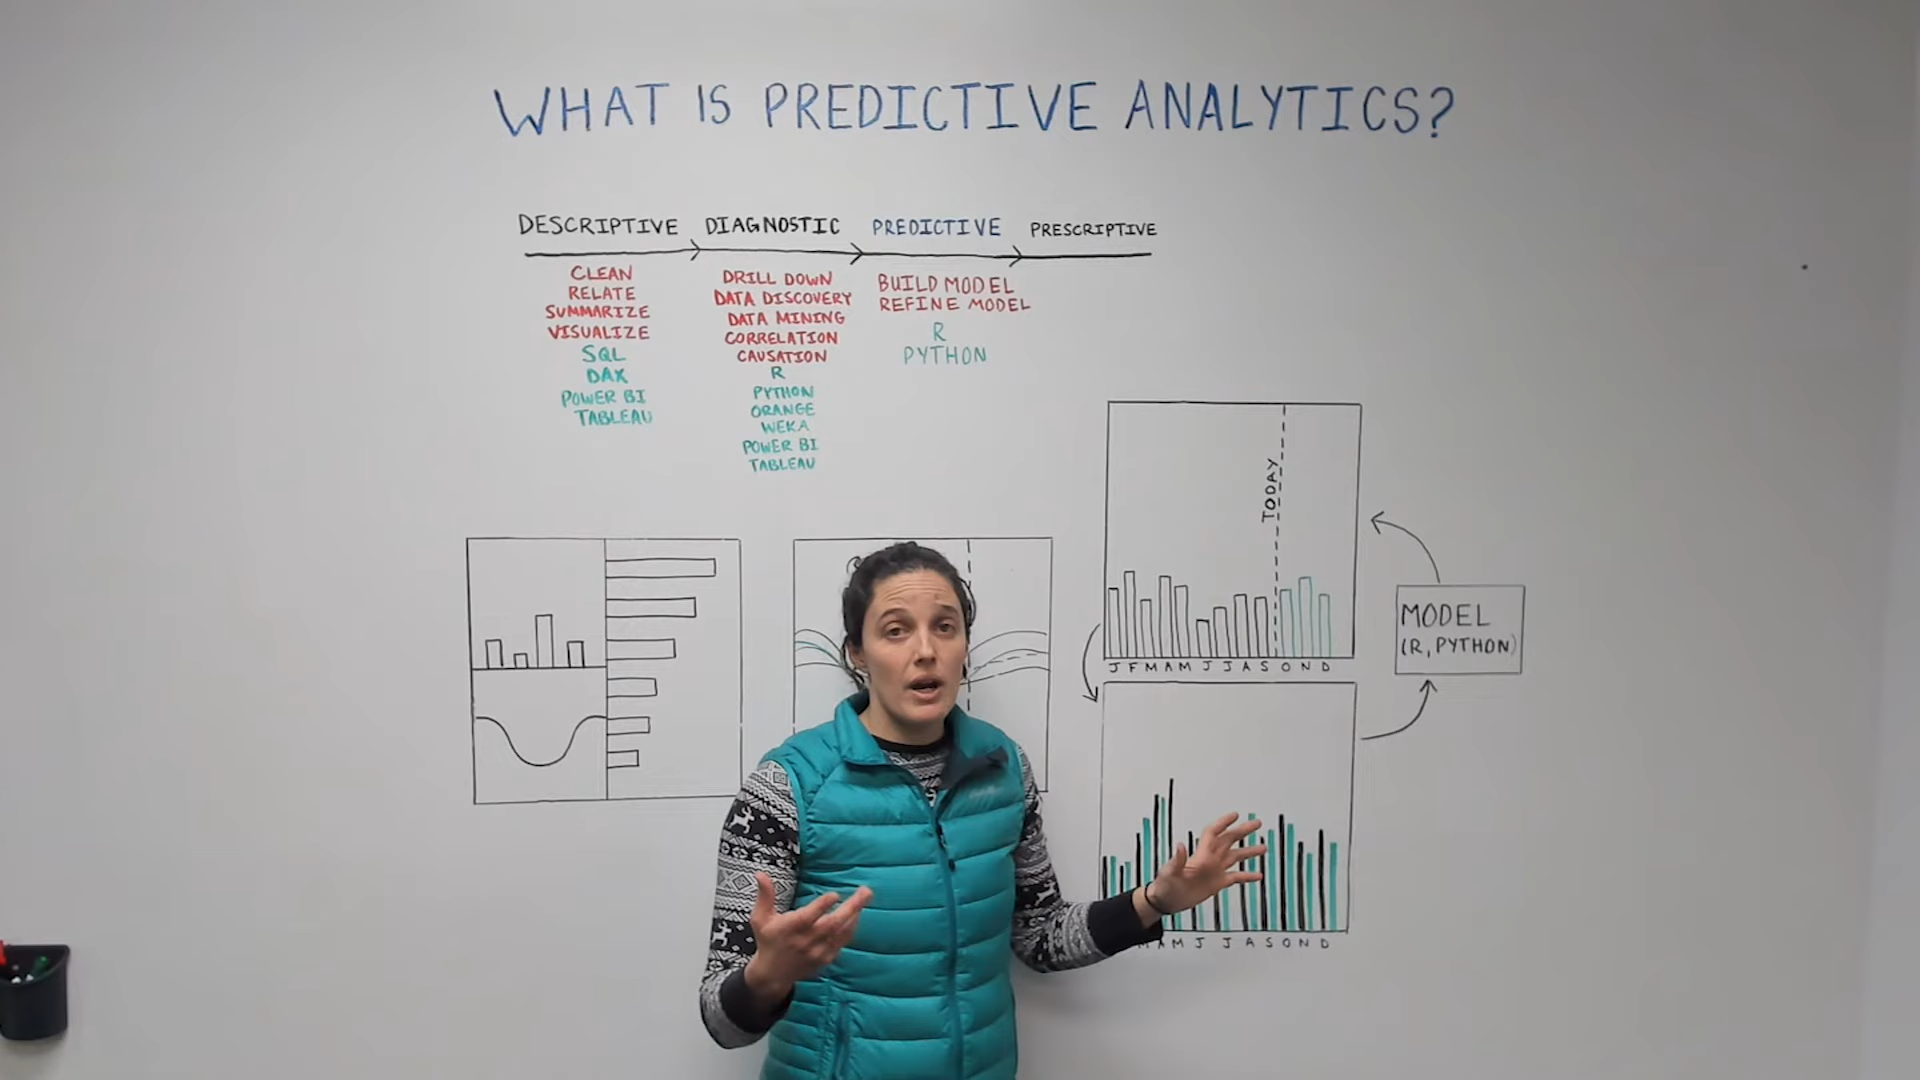 WHAT IS PREDICTIVE ANALYTICS?
DESCRIPTIVE DIAGNOSTIC PREDICTIVE PRESCRIPTIVE
CLEAN
RELATE
SUMMARIZE
VISUALIZE
SQL
DAX
POWER BI
TABLEAU
DRILL DOWN
DATA DISCOVERY
DATA MINING
CORRELATION
CAUSATION
R
PYTHON
ORANGE
WEKA
POWER BI
TABLEAU
BUILD MODEL
REFINE MODEL
R
PYTHON
TODAY
J F M A M J J A S O N D
MODEL
(R, PYTHON)
M A M J J A S O N D